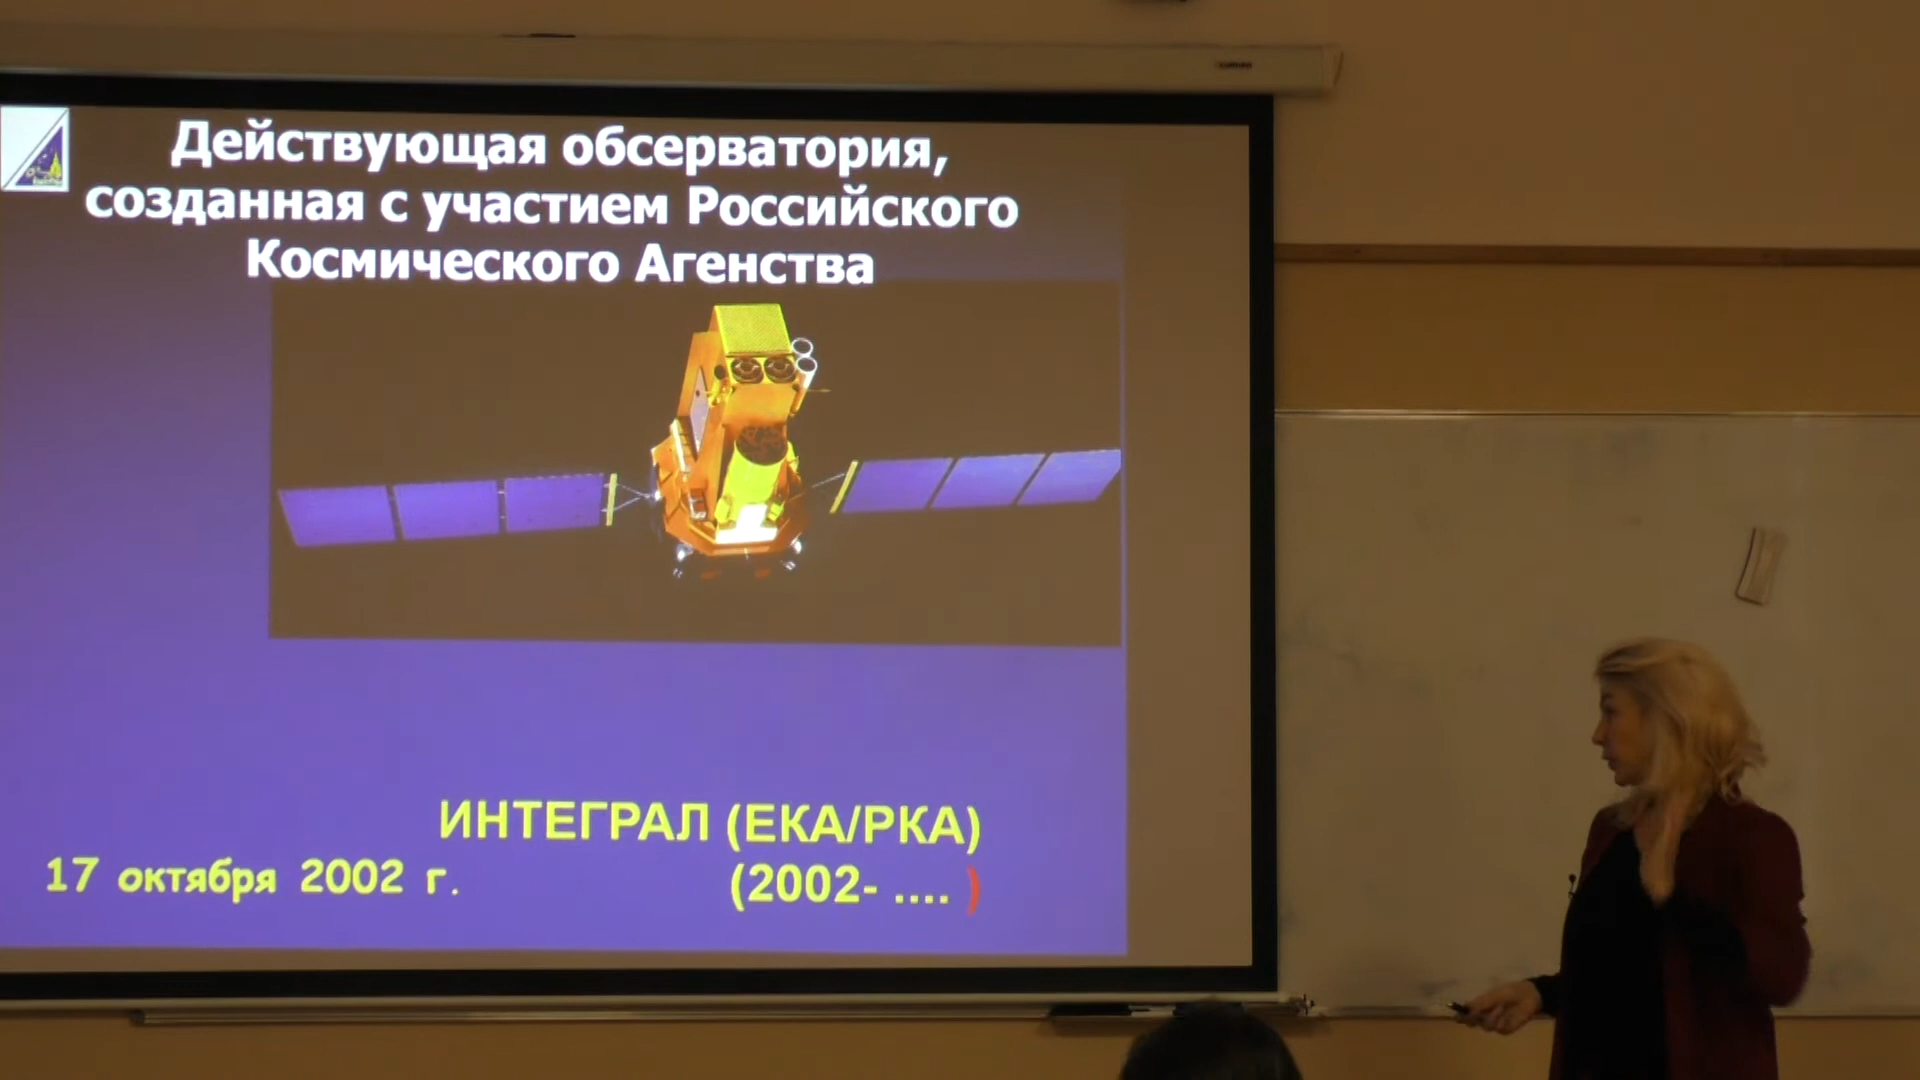 Действующая обсерватория,
созданная с участием Российского
Космического Агенства
ИНТЕГРАЛ (ЕКА/РКА)
17 октября 2002 г.
(2002- .... )